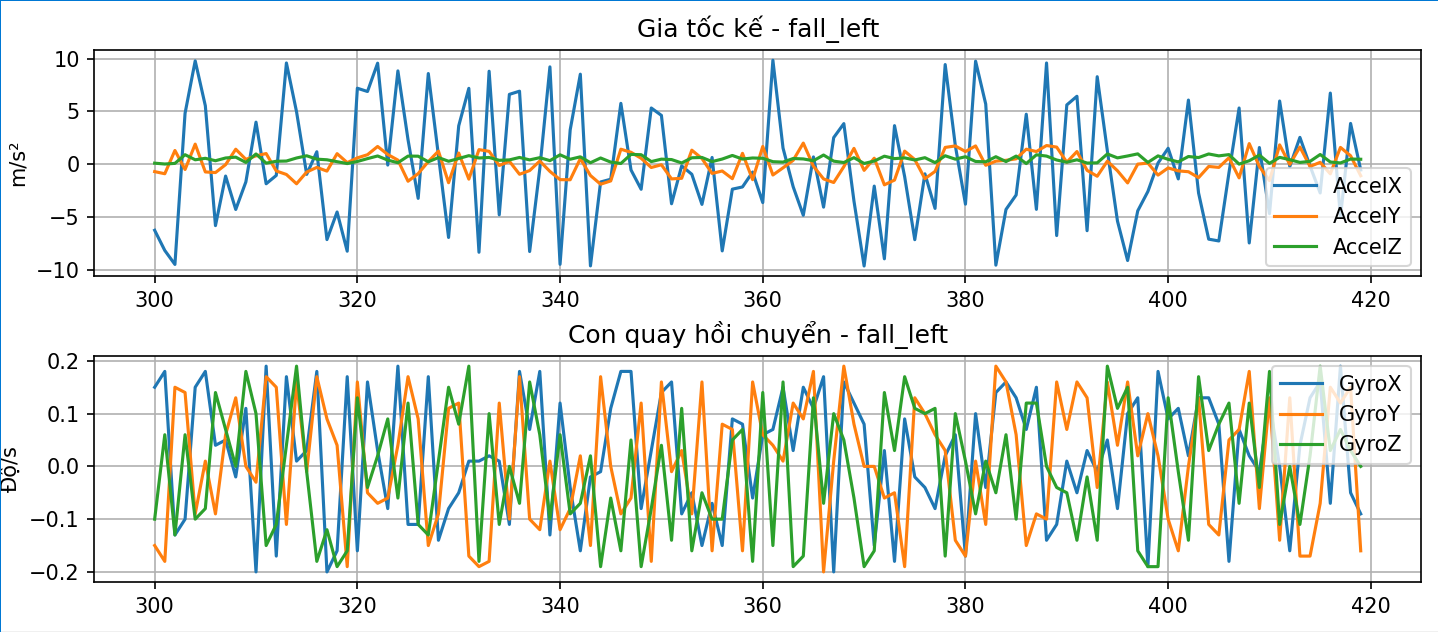 Gia tốc kế - fall_left
10
5
0
−5
−10
m/s²
AccelX
AccelY
AccelZ
300
320
340
360
380
400
420
Con quay hồi chuyển - fall_left
0.2
0.1
0.0
−0.1
−0.2
Độ/s
GyroX
GyroY
GyroZ
300
320
340
360
380
400
420